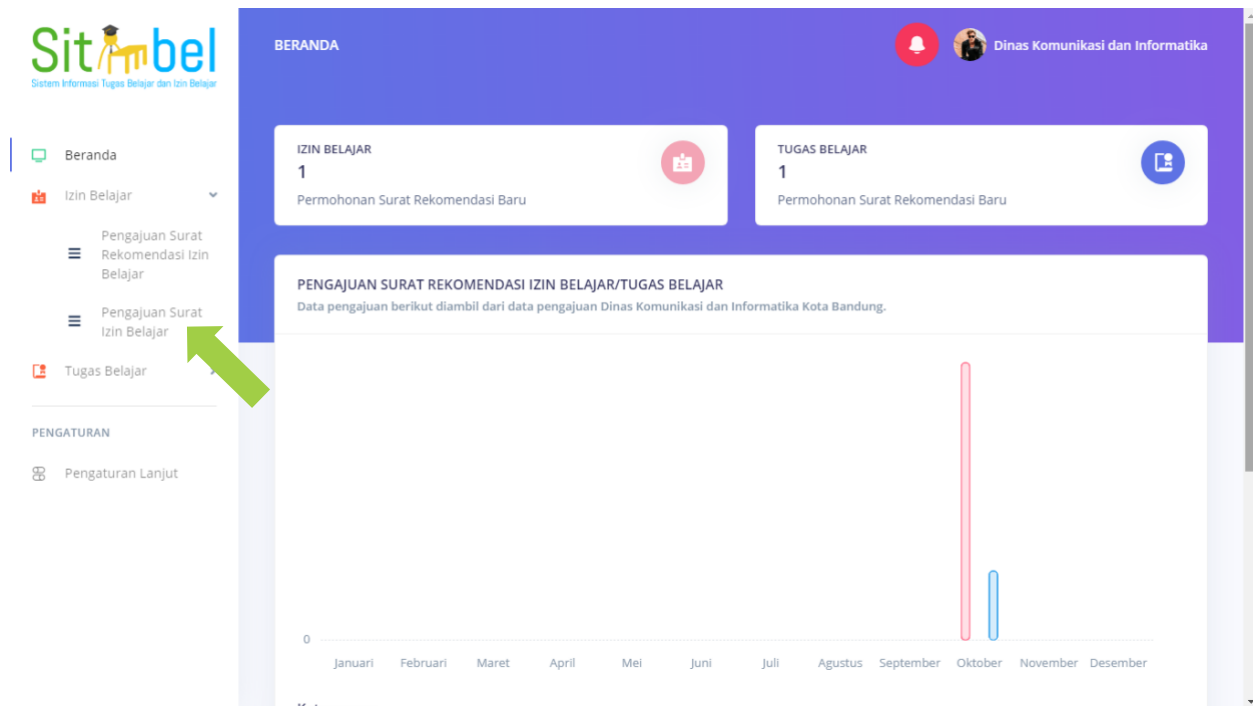 Sitambel
Sistem Informasi Tugas Belajar dan Izin Belajar
BERANDA
Dinas Komunikasi dan Informatika
Beranda
Izin Belajar
Pengajuan Surat
Rekomendasi Izin
Belajar
Pengajuan Surat
Izin Belajar
Tugas Belajar
PENGATURAN
Pengaturan Lanjut
IZIN BELAJAR
1
Permohonan Surat Rekomendasi Baru
TUGAS BELAJAR
1
Permohonan Surat Rekomendasi Baru
PENGAJUAN SURAT REKOMENDASI IZIN BELAJAR/TUGAS BELAJAR
Data pengajuan berikut diambil dari data pengajuan Dinas Komunikasi dan Informatika Kota Bandung.
0
Januari Februari Maret April Mei Juni Juli Agustus September Oktober November Desember